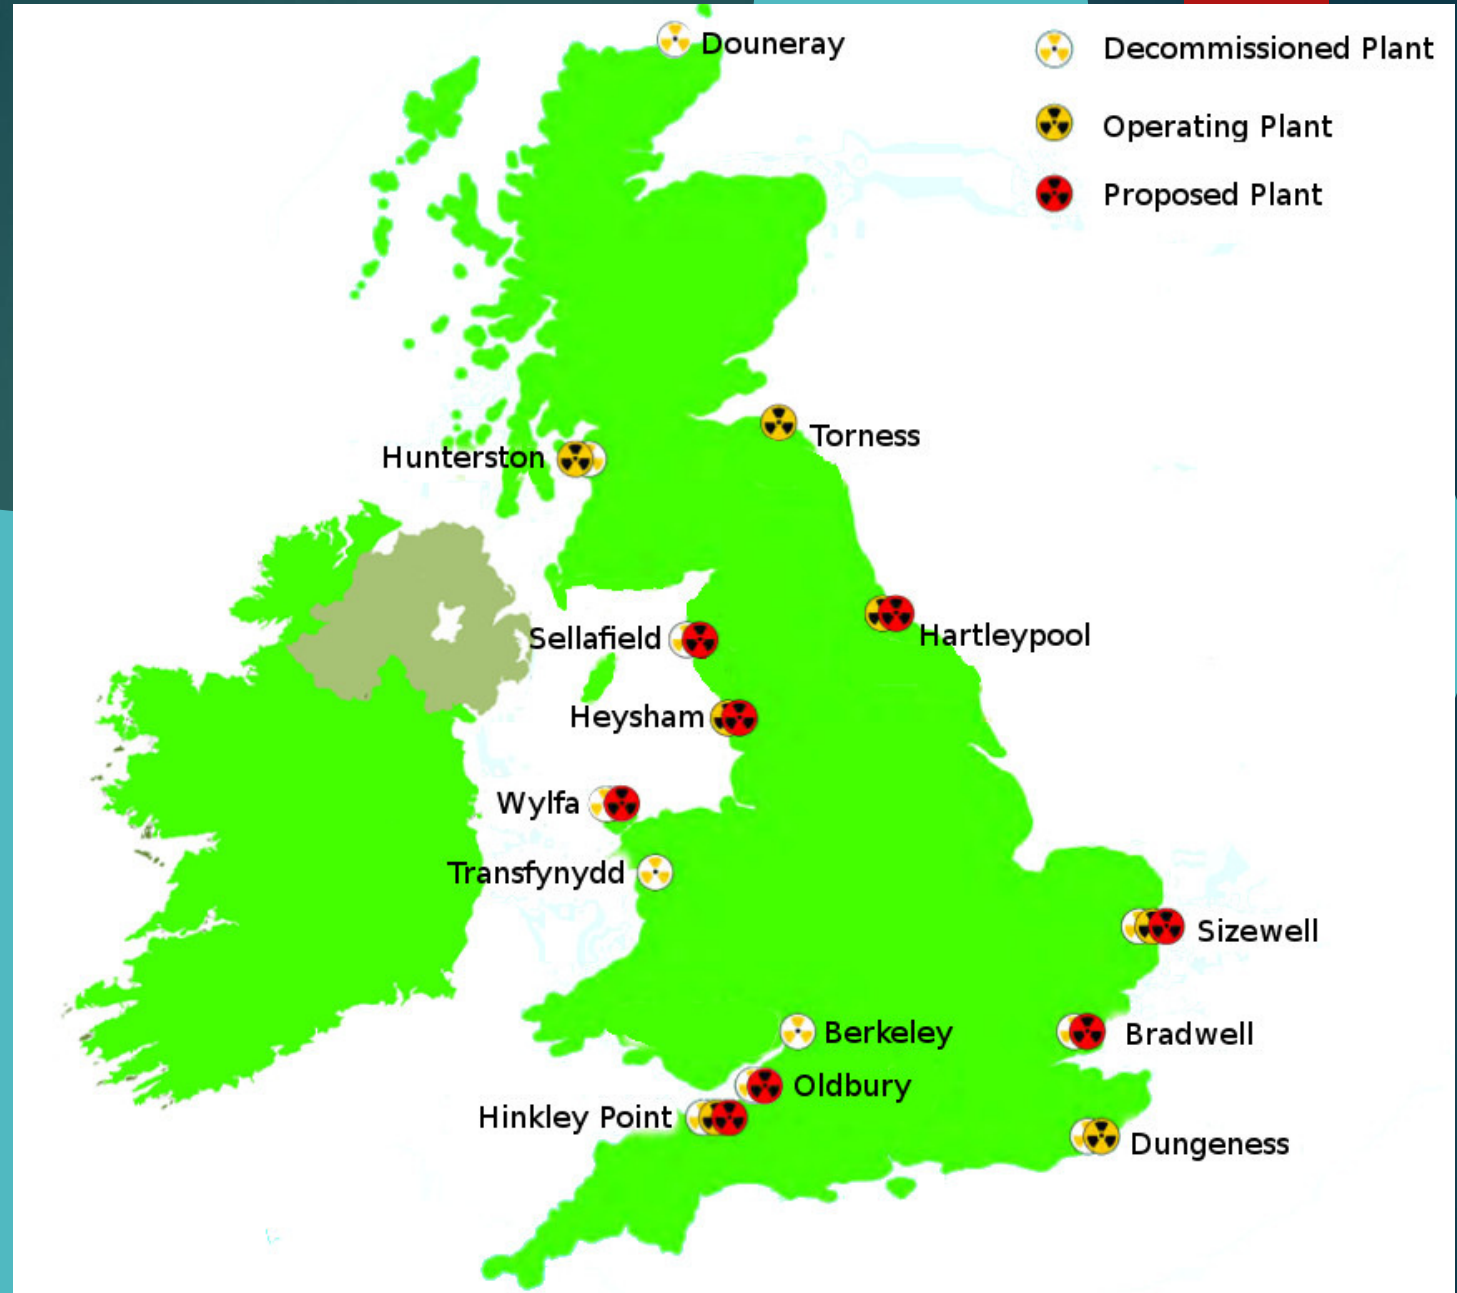 Douneray
Decommissioned Plant
Operating Plant
Proposed Plant
Torness
Hunterston
Hartleypool
Sellafield
Heysham
Wylfa
Transfynydd
Sizewell
Berkeley
Bradwell
Oldbury
Hinkley Point
Dungeness